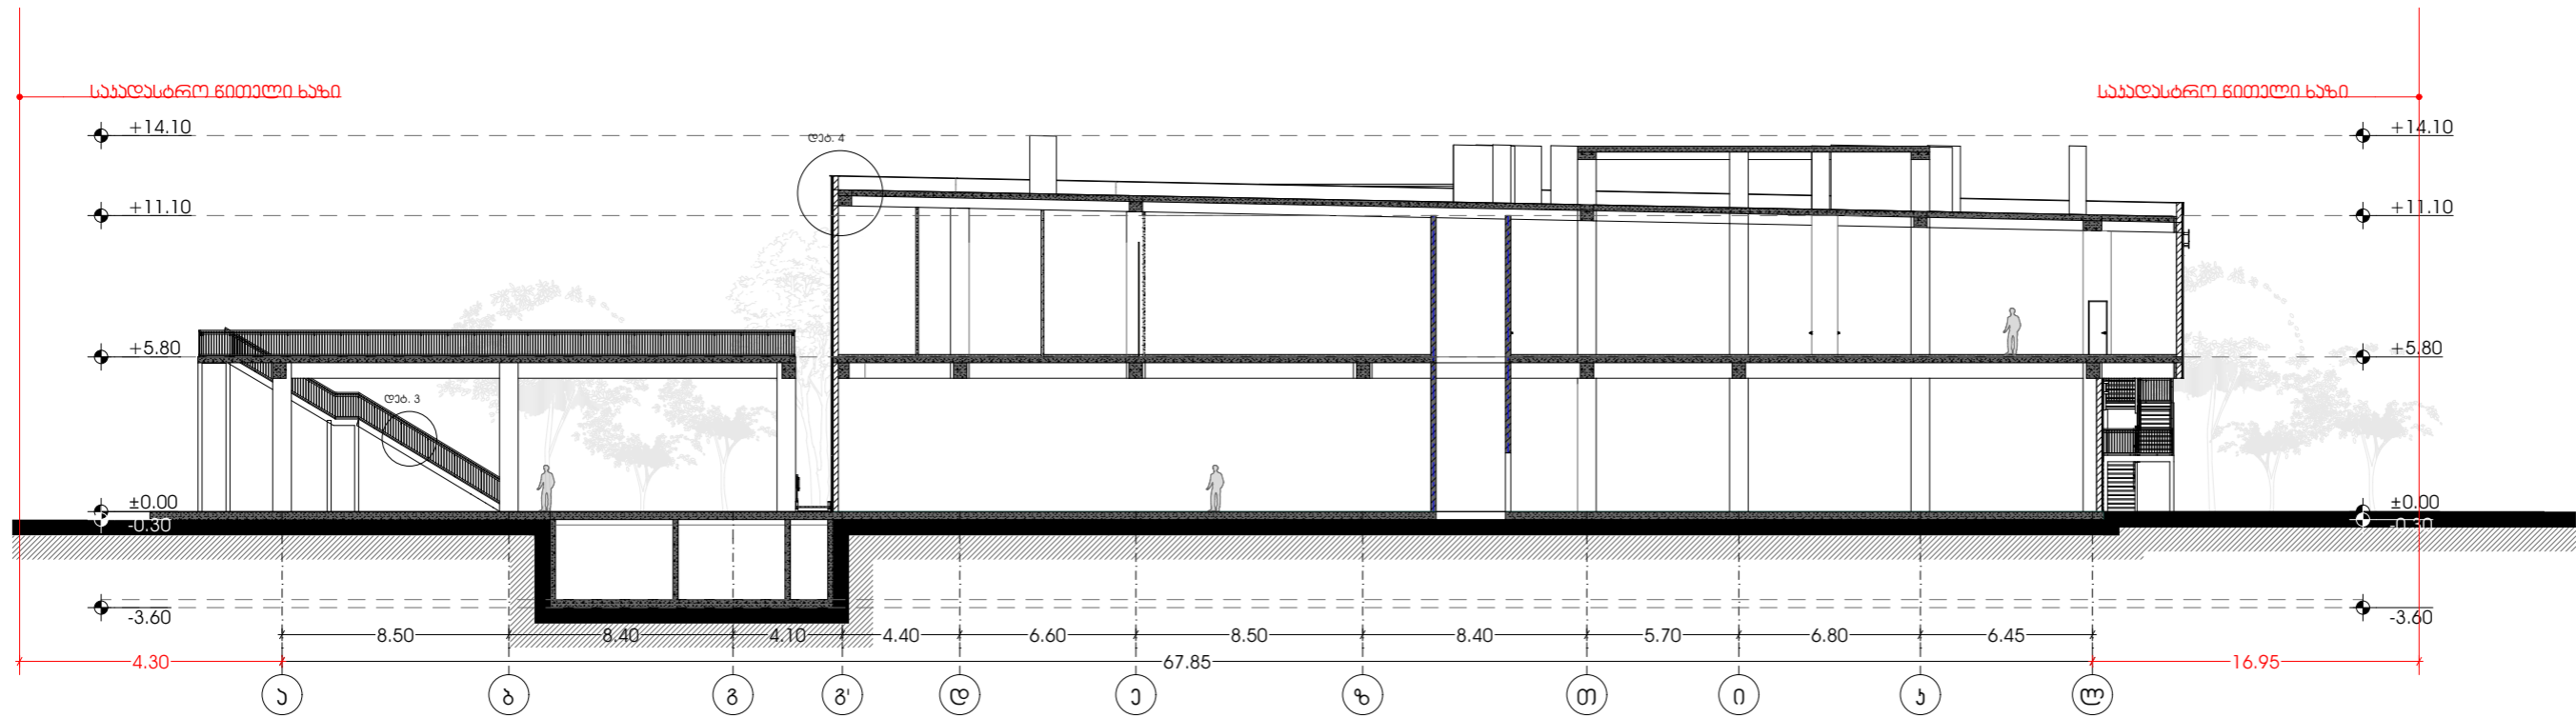 საკადასტრო წითელი ხაზი
საკადასტრო წითელი ხაზი
+14.10
დეტ. 4
+14.10
+11.10
+11.10
+5.80
+5.80
დეტ. 3
±0.00
-0.30
±0.00
-0.30
-3.60
-3.60
8.50
8.40
4.10
4.40
6.60
8.50
8.40
5.70
6.80
6.45
4.30
67.85
16.95
ა
ბ
გ
გ'
დ
ე
ზ
თ
ი
კ
ლ